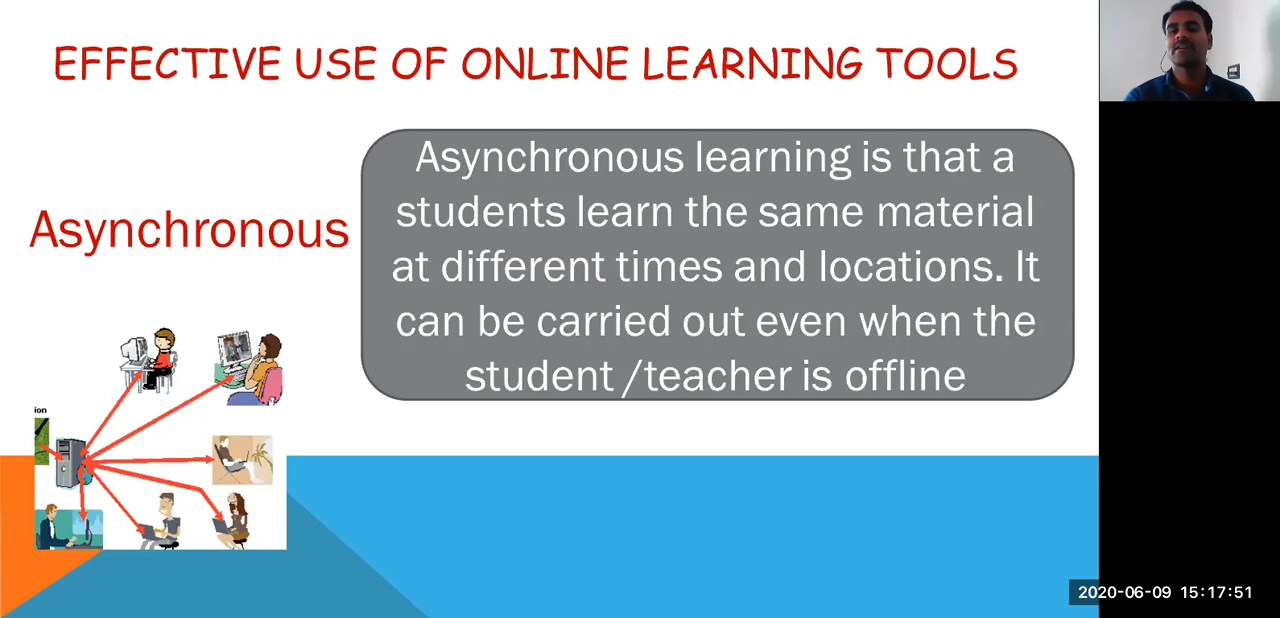 EFFECTIVE USE OF ONLINE LEARNING TOOLS
Asynchronous
Asynchronous learning is that a
students learn the same material
at different times and locations. It
can be carried out even when the
student /teacher is offline
ion
2020-06-09 15:17:51